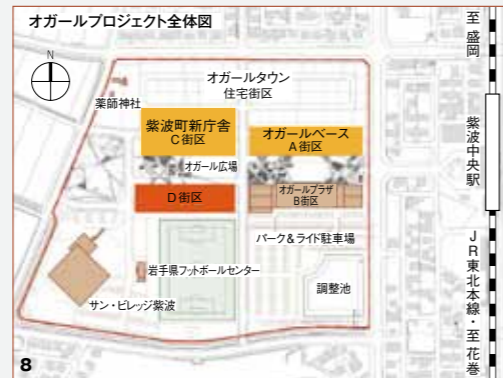 オガールプロジェクト全体図
N
オガールタウン
住宅街区
薬師神社
紫波町新庁舎
C街区
オガールベース
A街区
オガール広場
D街区
オガールプラザ
B街区
パーク&ライド駐車場
岩手県フットボールセンター
サン・ビレッジ紫波
調整池
至 盛岡
紫波中央駅
JR東北本線・至 花巻
8